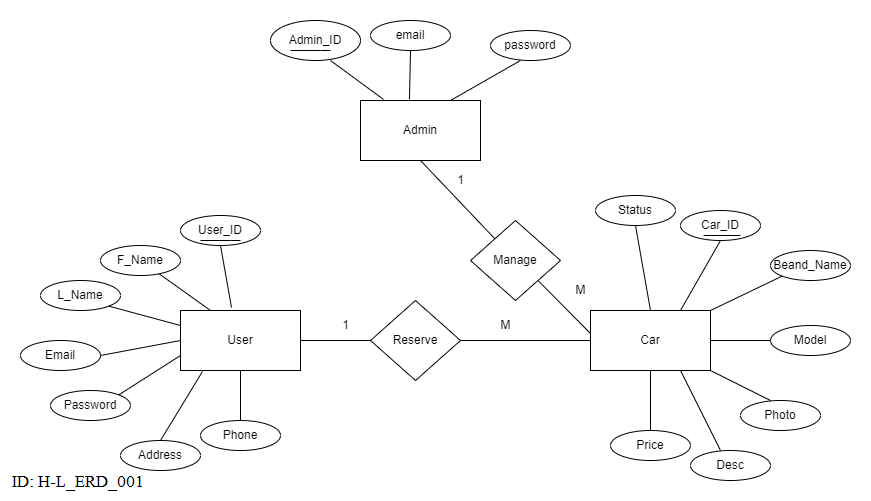 Admin_ID
email
password
Admin
1
Manage
M
Status
Car_ID
Beand_Name
Model
Photo
Desc
Price
Car
User_ID
F_Name
L_Name
Email
Password
Address
Phone
User
1
Reserve
M
ID: H-L_ERD_001